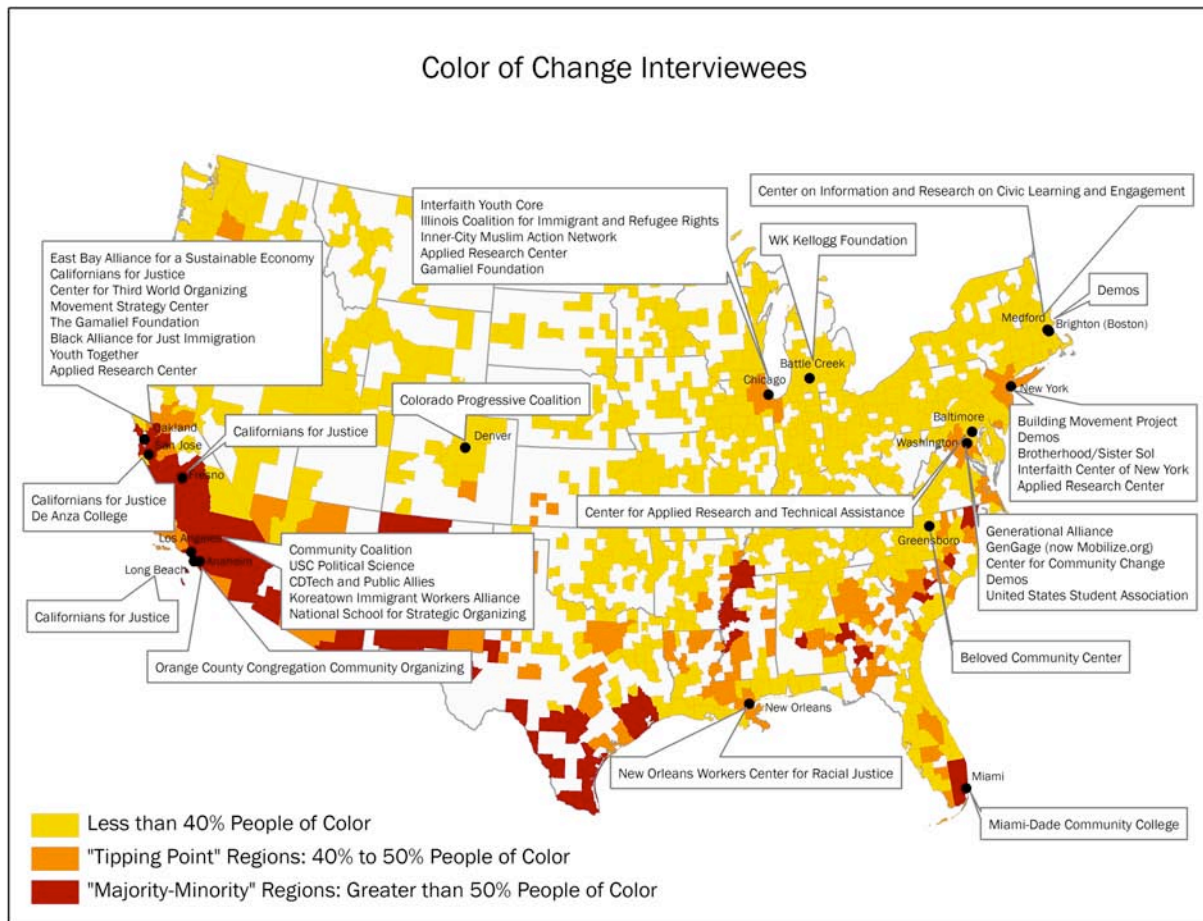 Color of Change Interviewees
Interfaith Youth Core
Illinois Coalition for Immigrant and Refugee Rights
Inner-City Muslim Action Network
Applied Research Center
Gamaliel Foundation
Center on Information and Research on Civic Learning and Engagement
WK Kellogg Foundation
East Bay Alliance for a Sustainable Economy
Californians for Justice
Center for Third World Organizing
Movement Strategy Center
The Gamaliel Foundation
Black Alliance for Just Immigration
Youth Together
Applied Research Center
Demos
Medford
Brighton (Boston)
Battle Creek
Chicago
New York
Colorado Progressive Coalition
Denver
Baltimore
Washington
Building Movement Project
Demos
Brotherhood/Sister Sol
Interfaith Center of New York
Applied Research Center
Oakland
San Jose
Californians for Justice
Fresno
Californians for Justice
De Anza College
Center for Applied Research and Technical Assistance
Greensboro
Generational Alliance
GenGage (now Mobilize.org)
Center for Community Change
Demos
United States Student Association
Los Angeles
Long Beach
Anaheim
Community Coalition
USC Political Science
CDTech and Public Allies
Koreatown Immigrant Workers Alliance
National School for Strategic Organizing
Californians for Justice
Orange County Congregation Community Organizing
Beloved Community Center
New Orleans
New Orleans Workers Center for Racial Justice
Miami
Miami-Dade Community College
Less than 40% People of Color
"Tipping Point" Regions: 40% to 50% People of Color
"Majority-Minority" Regions: Greater than 50% People of Color